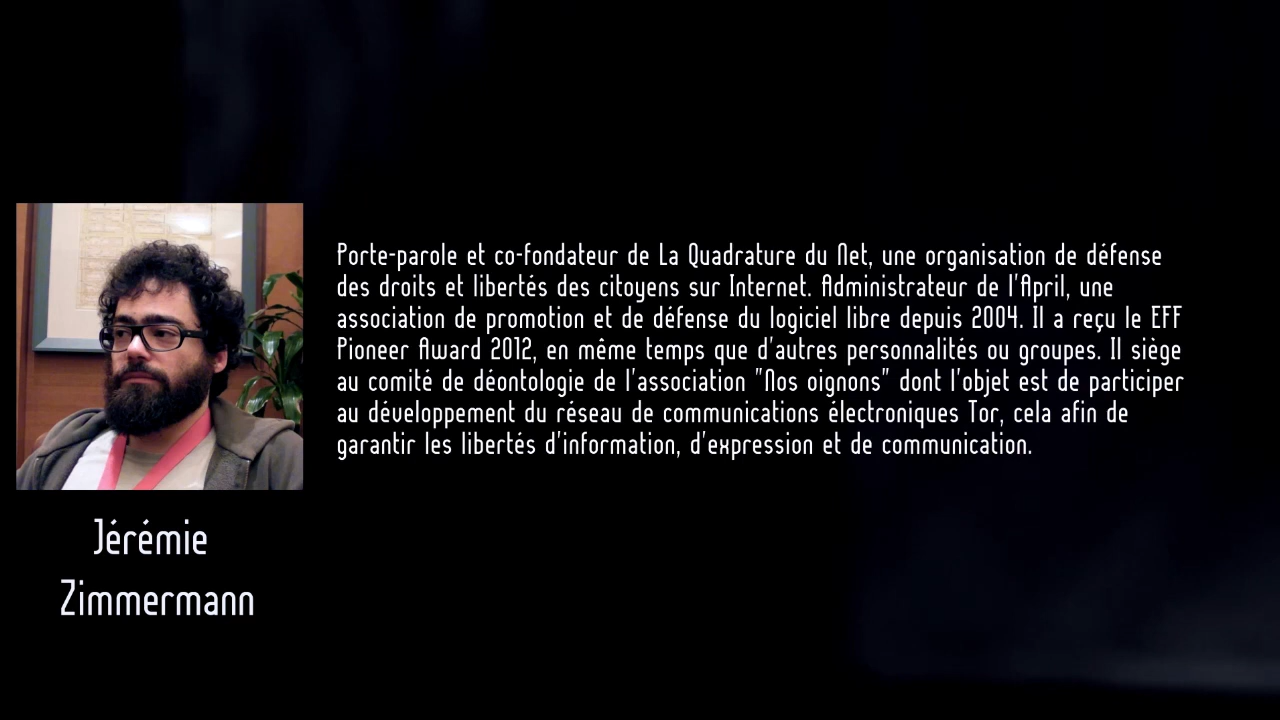 Porte-parole et co-fondateur de La Quadrature du Net, une organisation de défense
des droits et libertés des citoyens sur Internet. Administrateur de l'April, une
association de promotion et de défense du logiciel libre depuis 2004. Il a reçu le EFF
Pioneer Award 2012, en même temps que d'autres personnalités ou groupes. Il siège
au comité de déontologie de l'association "Nos oignons" dont l'objet est de participer
au développement du réseau de communications électroniques Tor, cela afin de
garantir les libertés d'information, d'expression et de communication.
Jérémie
Zimmermann